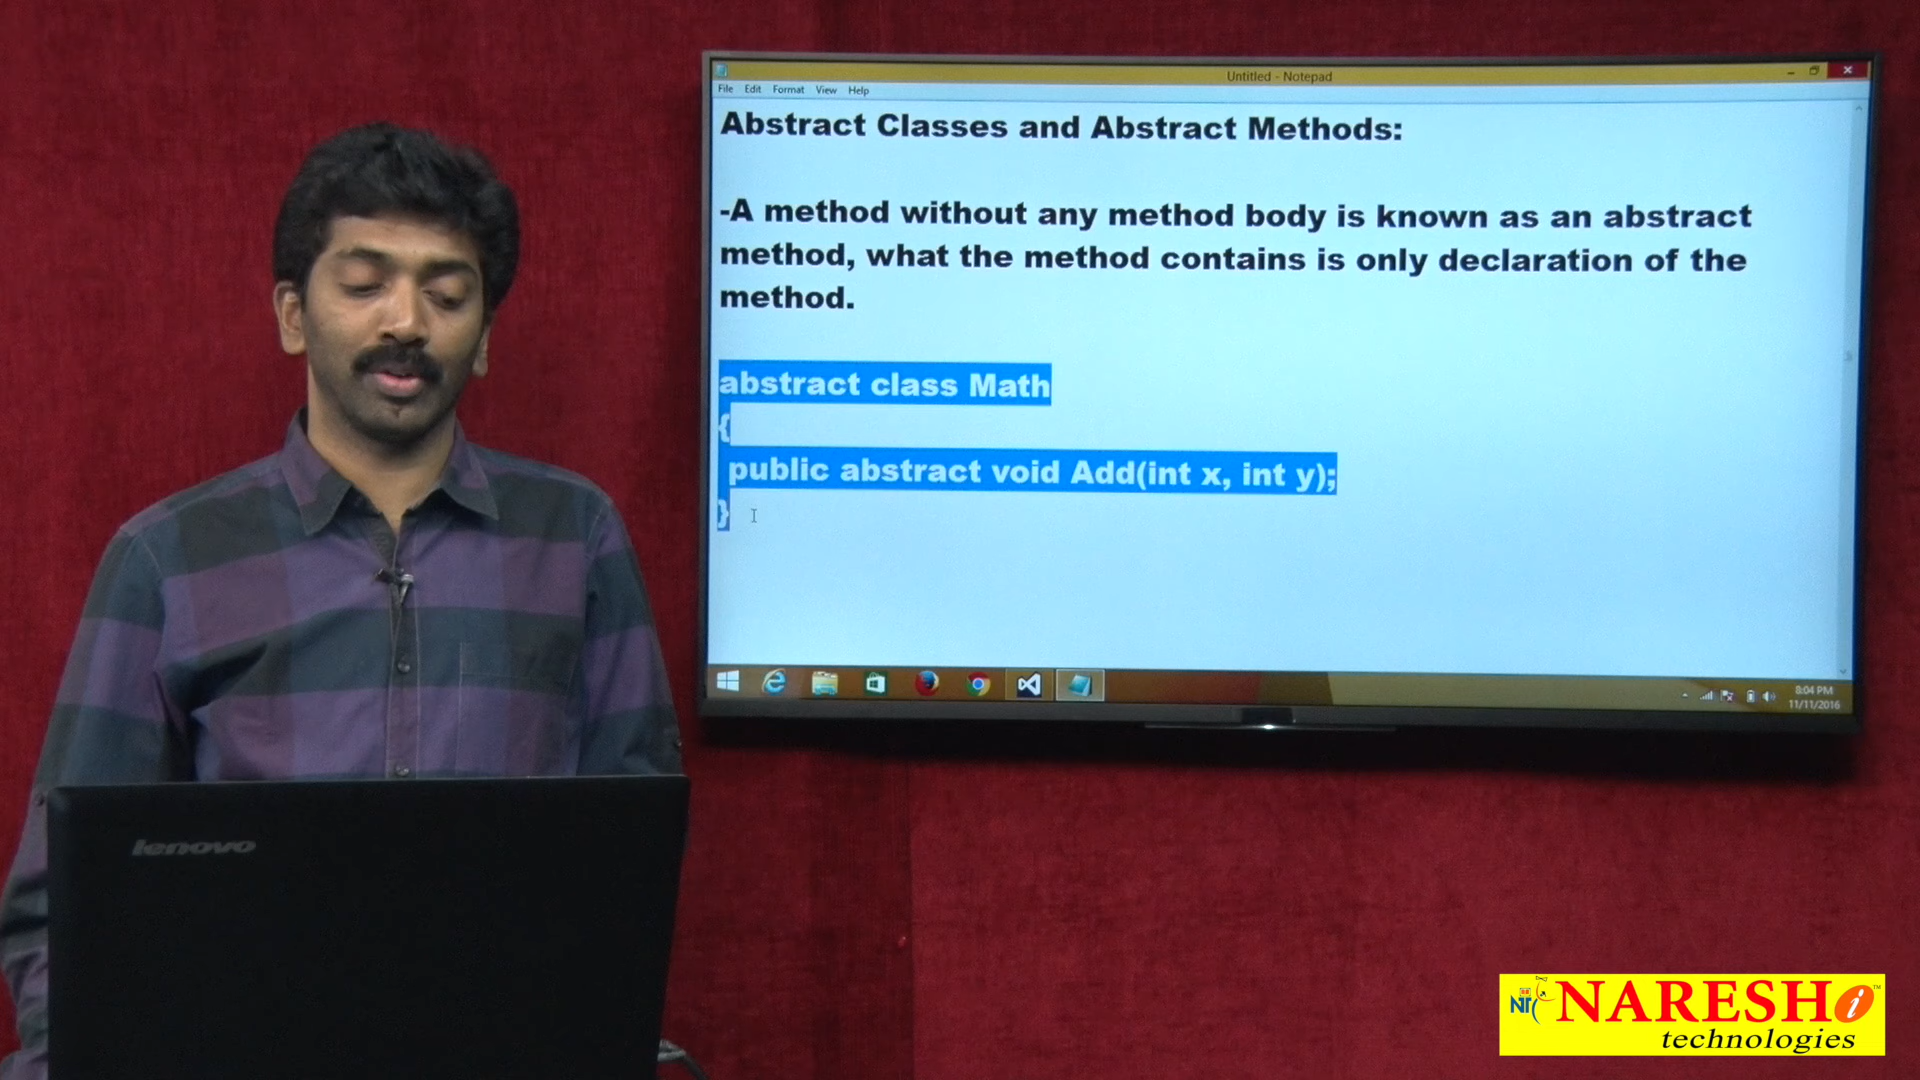 Untitled - Notepad
File Edit Format View Help
Abstract Classes and Abstract Methods:
-A method without any method body is known as an abstract
method, what the method contains is only declaration of the
method.
abstract class Math
{
public abstract void Add(int x, int y);
}
8:04 PM
11/11/2016
lenovo
NT
NARESH i ™
technologies